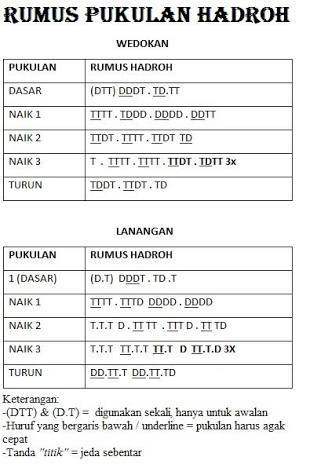 RUMUS PUKULAN HADROH
WEDOKAN
PUKULAN RUMUS HADROH
DASAR (DTT) DDDT . TD.TT
NAIK 1 TTTT . TDDD . DDDD . DDTT
NAIK 2 TTDT . TTTT . TTDT TD
NAIK 3 T . TTTT . TTTT . TTDT . TDTT 3x
TURUN TDDT . TTDT . TD
LANANGAN
PUKULAN RUMUS HADROH
1 (DASAR) (D.T) DDDT . TD .T
NAIK 1 TTTT . TTTD DDDD . DDDD
NAIK 2 T.T.T D . TT TT . TTT D . TT TD
NAIK 3 T.T.T TT.T.T TT.T D TT.T.D 3X
TURUN DD.TT.T DD.TT.TD
Keterangan:
-(DTT) & (D.T) = digunakan sekali, hanya untuk awalan
-Huruf yang bergaris bawah / underline = pukulan harus agak
cepat
-Tanda "titik" = jeda sebentar